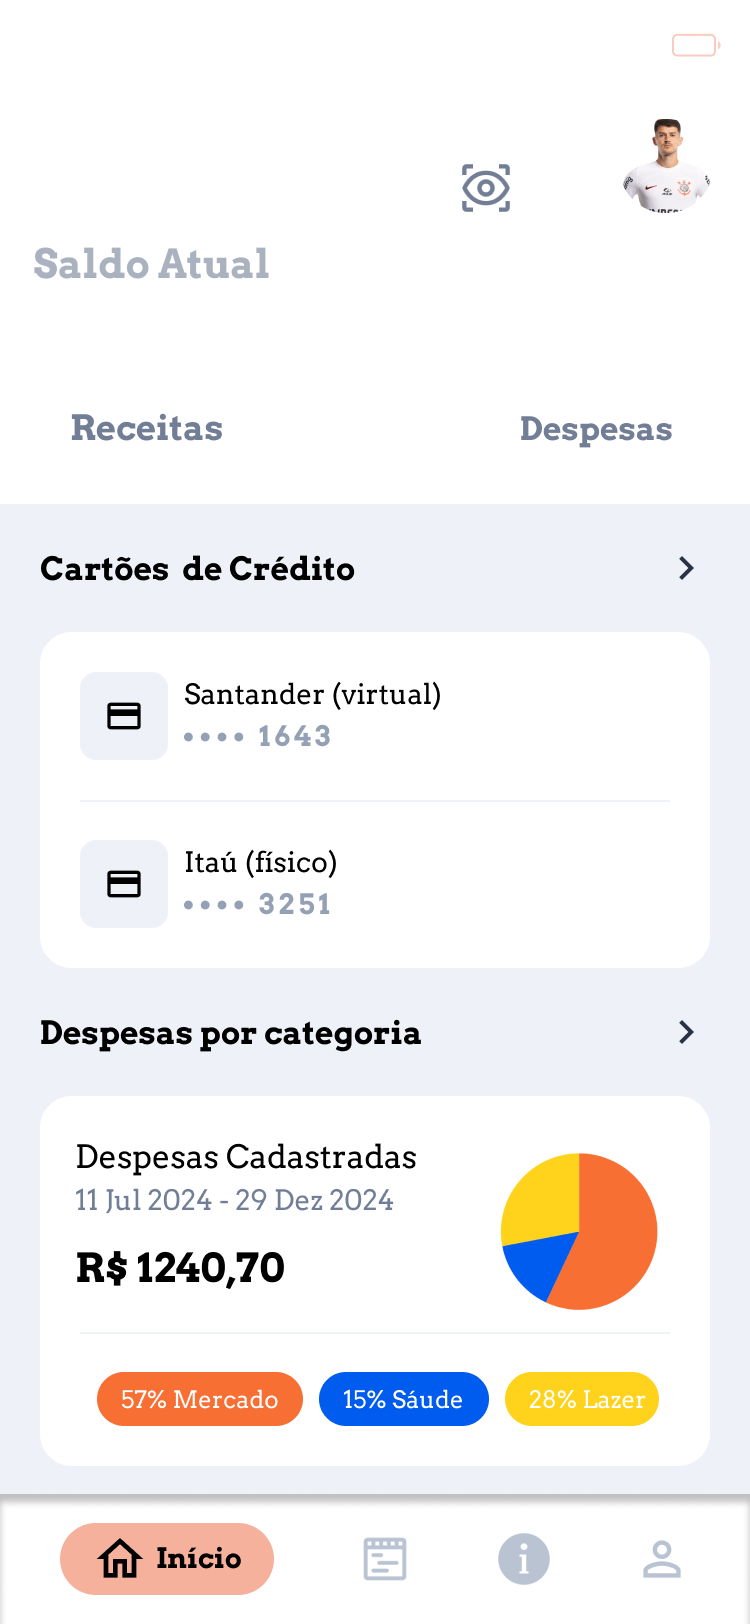 Saldo Atual
Receitas
Despesas
Cartões de Crédito
Santander (virtual)
•••• 1643
Itaú (físico)
•••• 3251
Despesas por categoria
Despesas Cadastradas
11 Jul 2024 - 29 Dez 2024
R$ 1240,70
57% Mercado
15% Sáude
28% Lazer
Início